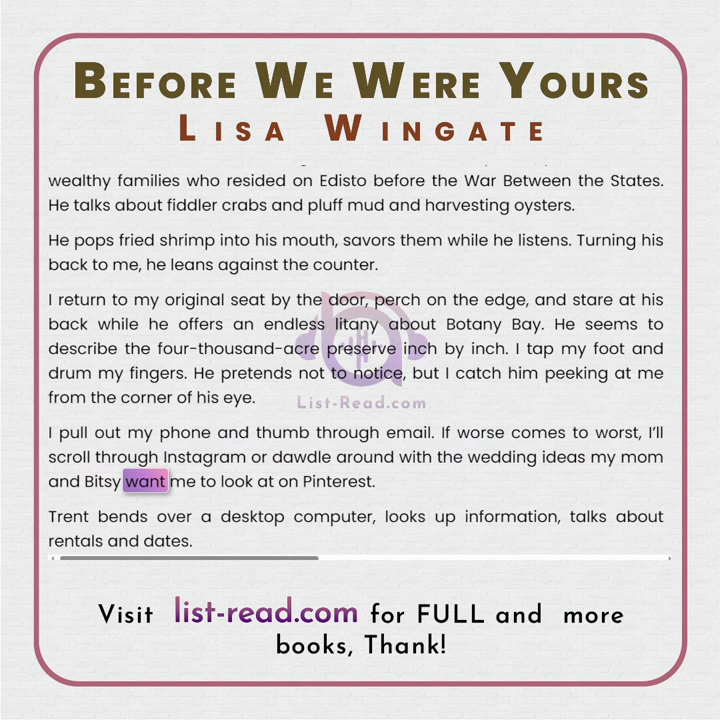 BEFORE WE WERE YOURS
LISA WINGATE
wealthy families who resided on Edisto before the War Between the States.
He talks about fiddler crabs and pluff mud and harvesting oysters.
He pops fried shrimp into his mouth, savors them while he listens. Turning his
back to me, he leans against the counter.
I return to my original seat by the door, perch on the edge, and stare at his
back while he offers an endless litany about Botany Bay. He seems to
describe the four-thousand-acre preserve inch by inch. I tap my foot and
drum my fingers. He pretends not to notice, but I catch him peeking at me
from the corner of his eye.
List-Read.com
I pull out my phone and thumb through email. If worse comes to worst, I'll
scroll through Instagram or dawdle around with the wedding ideas my mom
and Bitsy want me to look at on Pinterest.
Trent bends over a desktop computer, looks up information, talks about
rentals and dates.
Visit list-read.com for FULL and more
books, Thank!